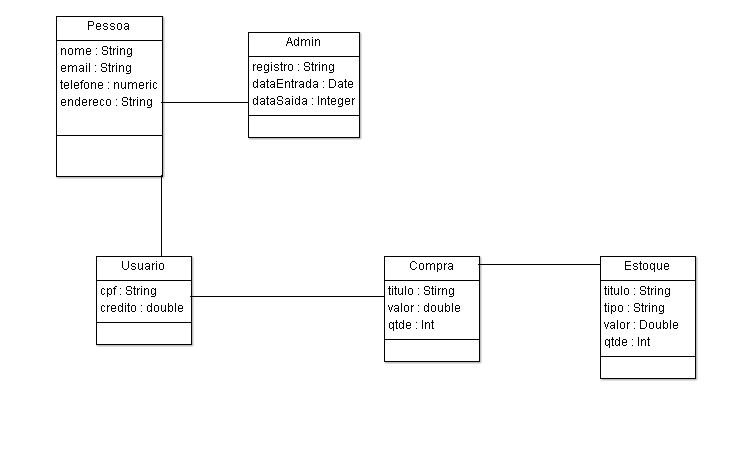 Pessoa
nome : String
email : String
telefone : numeric
endereco : String
Admin
registro : String
dataEntrada : Date
dataSaida : Integer
Usuario
cpf : String
credito : double
Compra
titulo : Stirng
valor : double
qtde : Int
Estoque
titulo : String
tipo : String
valor : Double
qtde : Int